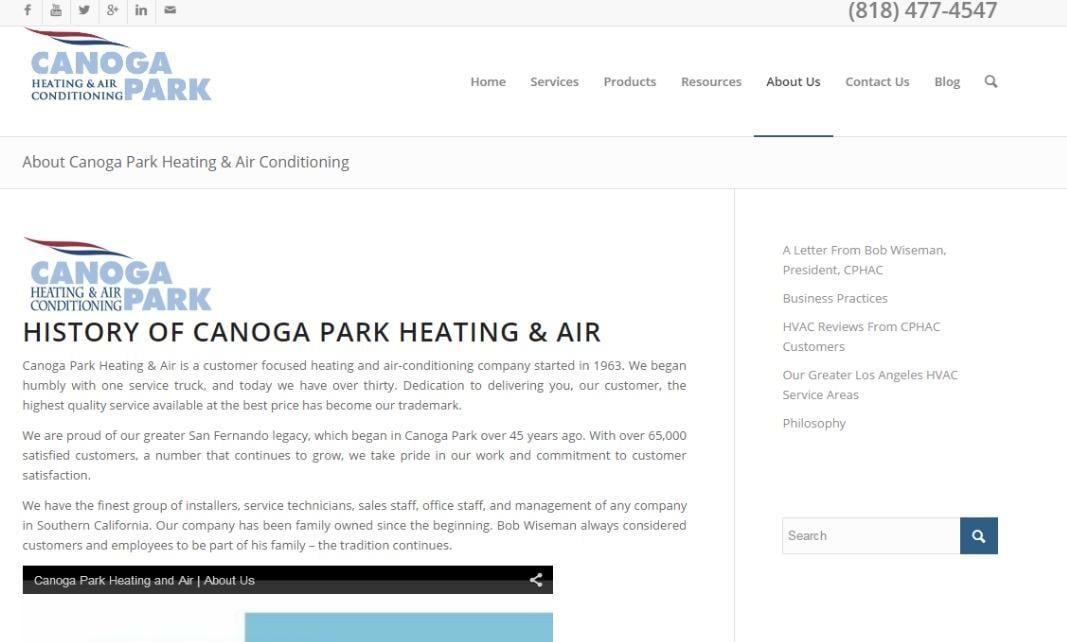 (818) 477-4547
CANOGA
HEATING & AIR
CONDITIONING PARK
Home Services Products Resources About Us Contact Us Blog
About Canoga Park Heating & Air Conditioning
CANOGA
HEATING & AIR
CONDITIONING PARK
HISTORY OF CANOGA PARK HEATING & AIR
Canoga Park Heating & Air is a customer focused heating and air-conditioning company started in 1963. We began
humbly with one service truck, and today we have over thirty. Dedication to delivering you, our customer, the
highest quality service available at the best price has become our trademark.
We are proud of our greater San Fernando legacy, which began in Canoga Park over 45 years ago. With over 65,000
satisfied customers, a number that continues to grow, we take pride in our work and commitment to customer
satisfaction.
We have the finest group of installers, service technicians, sales staff, office staff, and management of any company
in Southern California. Our company has been family owned since the beginning. Bob Wiseman always considered
customers and employees to be part of his family – the tradition continues.
Canoga Park Heating and Air | About Us
A Letter From Bob Wiseman,
President, CPHAC
Business Practices
HVAC Reviews From CPHAC
Customers
Our Greater Los Angeles HVAC
Service Areas
Philosophy
Search